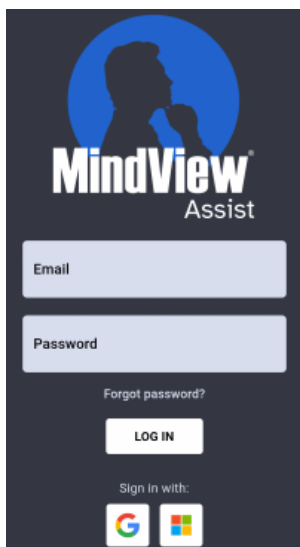 MindView®
Assist
Email
Password
Forgot password?
LOG IN
Sign in with: